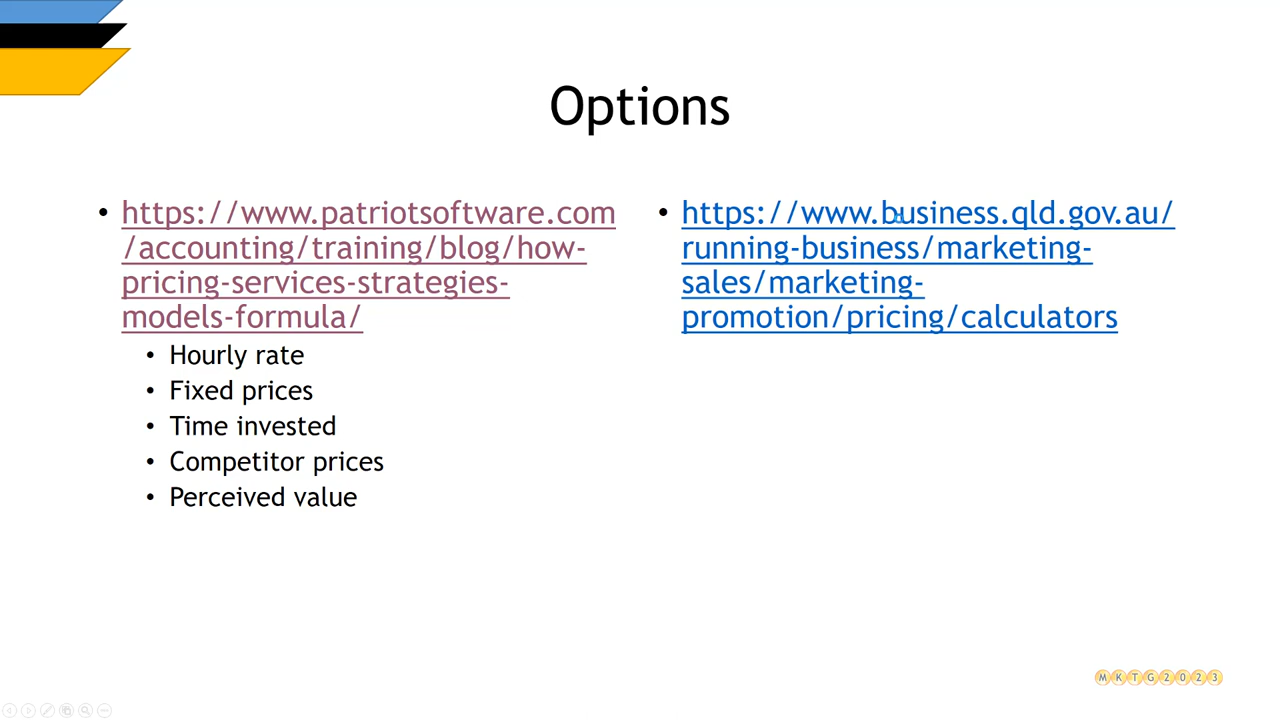 Options
• https://www.patriotsoftware.com
/accounting/training/blog/how-
pricing-services-strategies-
models-formula/
• Hourly rate
• Fixed prices
• Time invested
• Competitor prices
• Perceived value
• https://www.business.qld.gov.au/
running-business/marketing-
sales/marketing-
promotion/pricing/calculators
MKTG2023